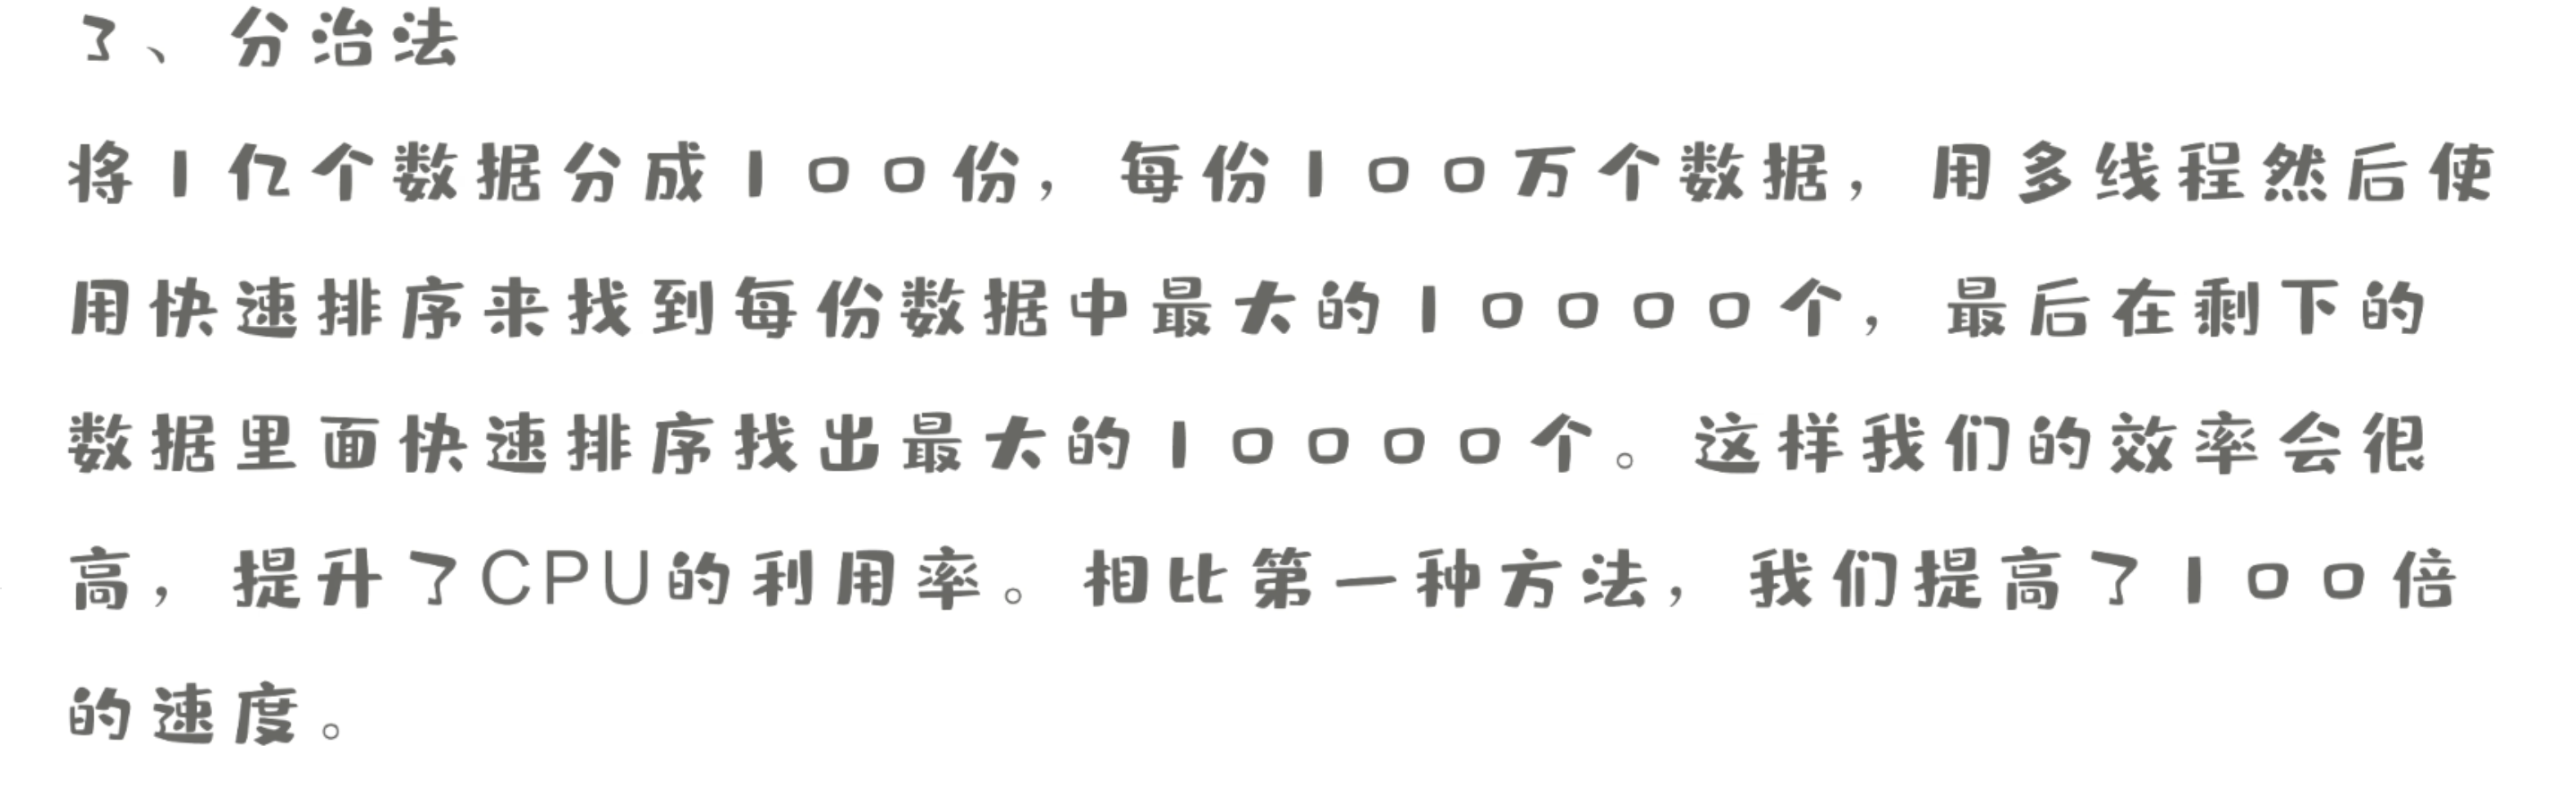 3、分治法
将1亿个数据分成100份，每份100万个数据，用多线程然后使
用快速排序来找到每份数据中最大的10000个，最后在剩下的
数据里面快速排序找出最大的10000个。这样我们的效率会很
高，提升了CPU的利用率。相比第一种方法，我们提高了100倍
的速度。